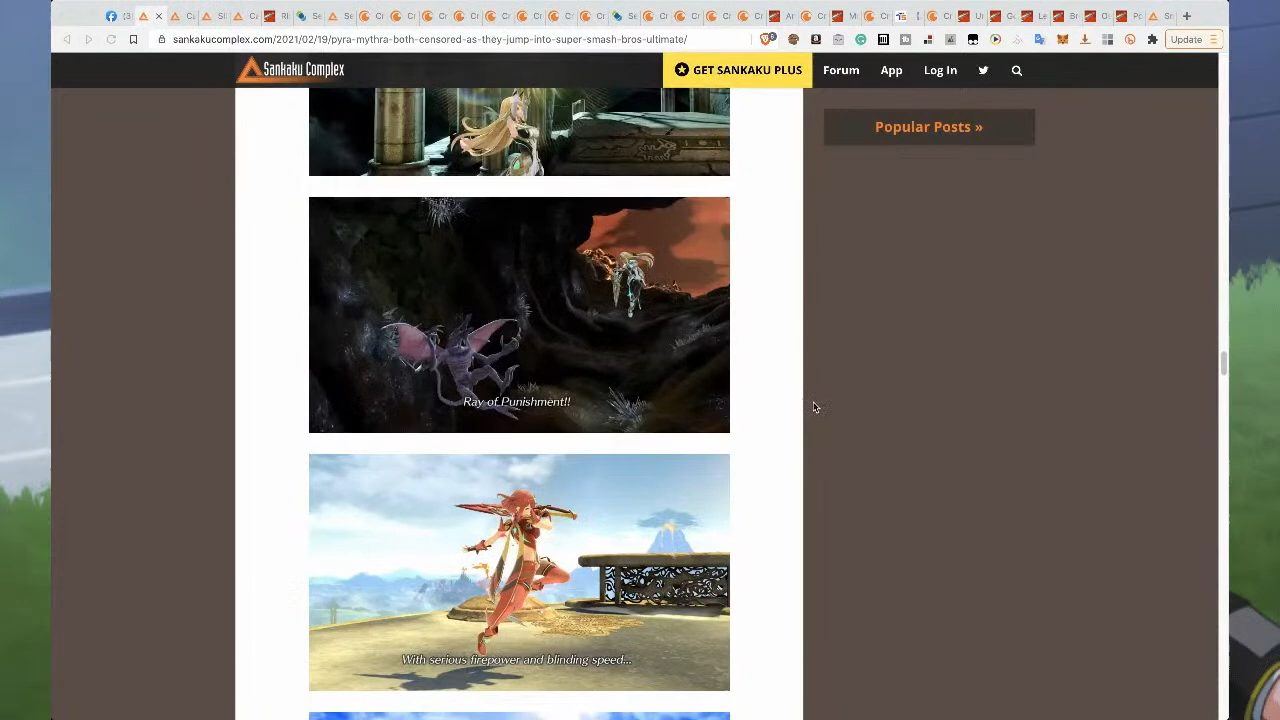 sankakucomplex.com/2021/02/19/pyra-mythra-both-censored-as-they-jump-into-super-smash-bros-ultimate/
Update
Sankaku Complex
GET SANKAKU PLUS
Forum
App
Log In
Popular Posts »
Ray of Punishment!!
With serious firepower and blinding speed...